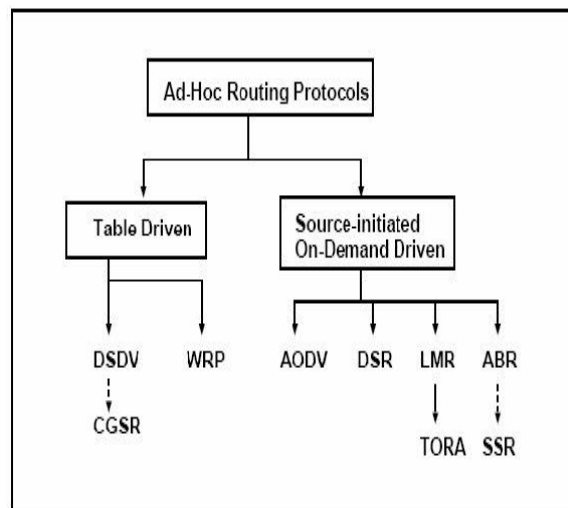 Ad-Hoc Routing Protocols
Table Driven
Source-initiated
On-Demand Driven
DSDV
WRP
AODV
DSR
LMR
ABR
CGSR
TORA
SSR